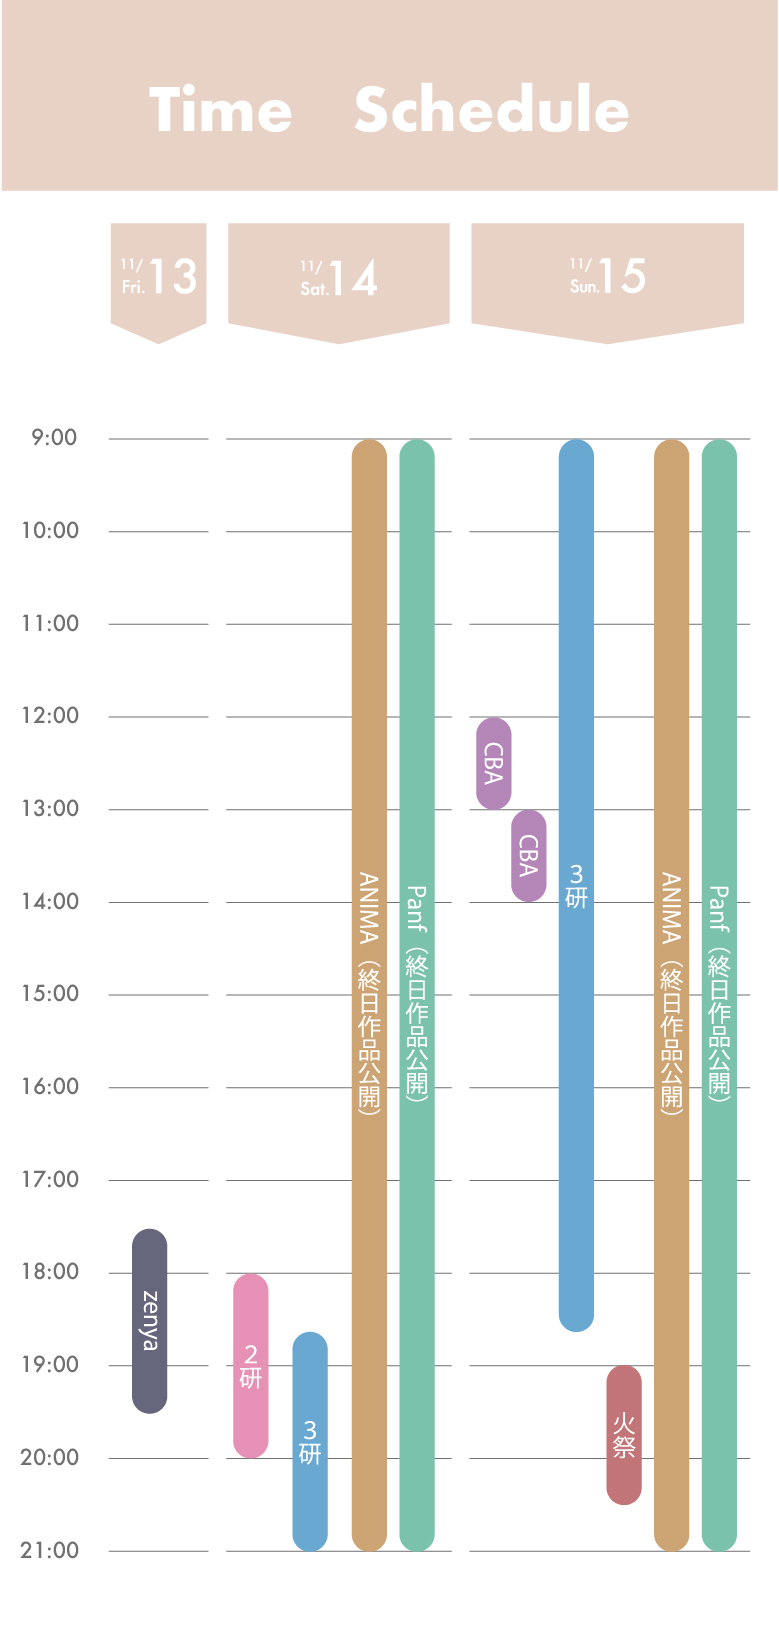 Time Schedule
11/
Fri. 13
11/
Sat. 14
11/
Sun. 15
9:00
10:00
11:00
12:00
13:00
14:00
15:00
16:00
17:00
18:00
19:00
20:00
21:00
zenya
2研
3研
ANIMA（終日作品公開）
Panf（終日作品公開）
CBA
CBA
3研
火祭
ANIMA（終日作品公開）
Panf（終日作品公開）